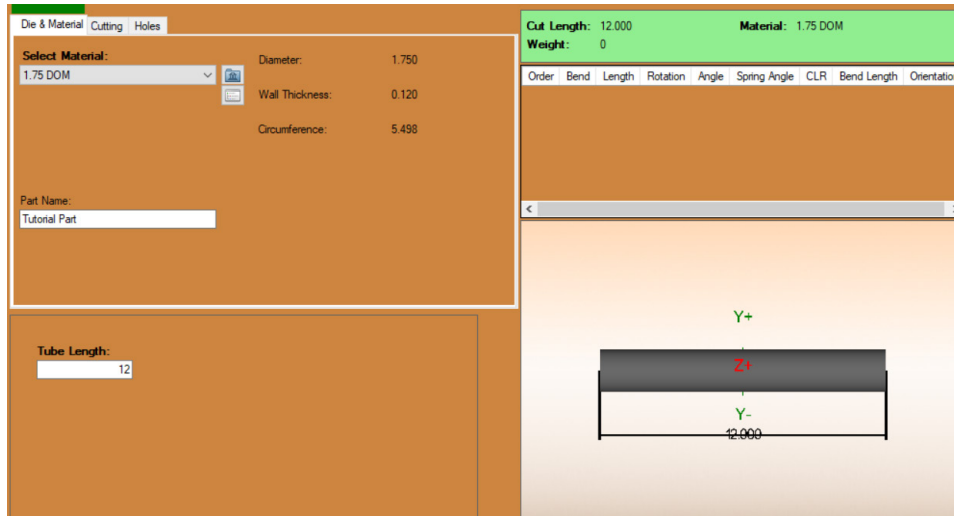 Die & Material Cutting Holes
Select Material:
1.75 DOM
Diameter: 1.750
Wall Thickness: 0.120
Circumference: 5.498
Part Name:
Tutorial Part
Tube Length:
12
Cut Length: 12.000 Material: 1.75 DOM
Weight: 0
Order Bend Length Rotation Angle Spring Angle CLR Bend Length Orientatio
Y+
Z+
Y-
12.000